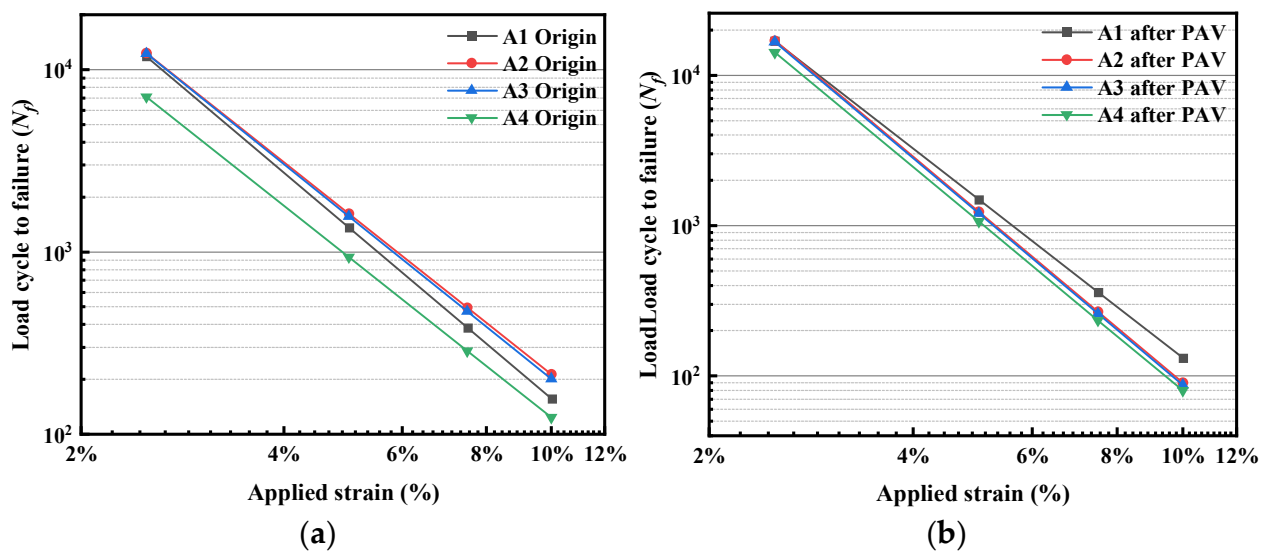 A1 Origin
A2 Origin
A3 Origin
A4 Origin
Load cycle to failure (Nf)
10^4
10^3
10^2
2%
4%
6%
8%
10%
12%
Applied strain (%)
(a)
A1 after PAV
A2 after PAV
A3 after PAV
A4 after PAV
LoadLoad cycle to failure (Nf)
10^4
10^3
10^2
2%
4%
6%
8%
10%
12%
Applied strain (%)
(b)